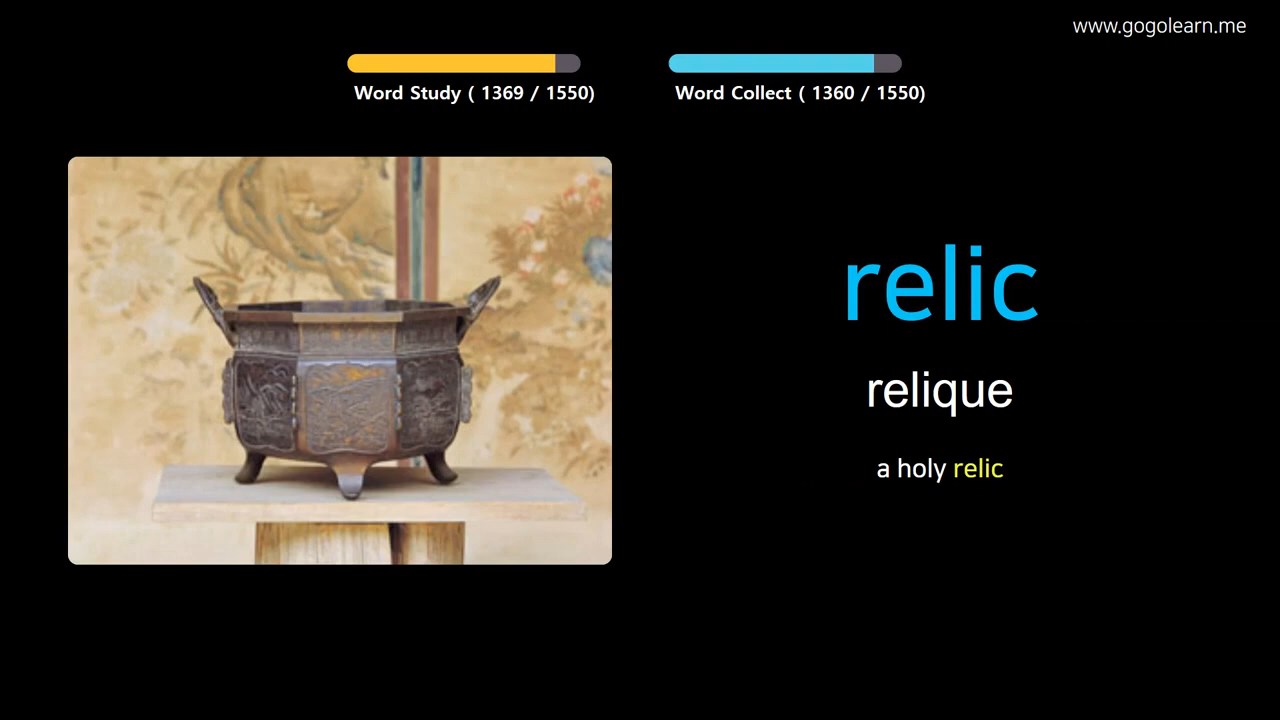 www.gogolearn.me
Word Study ( 1369 / 1550)
Word Collect ( 1360 / 1550)
relic
relique
a holy relic